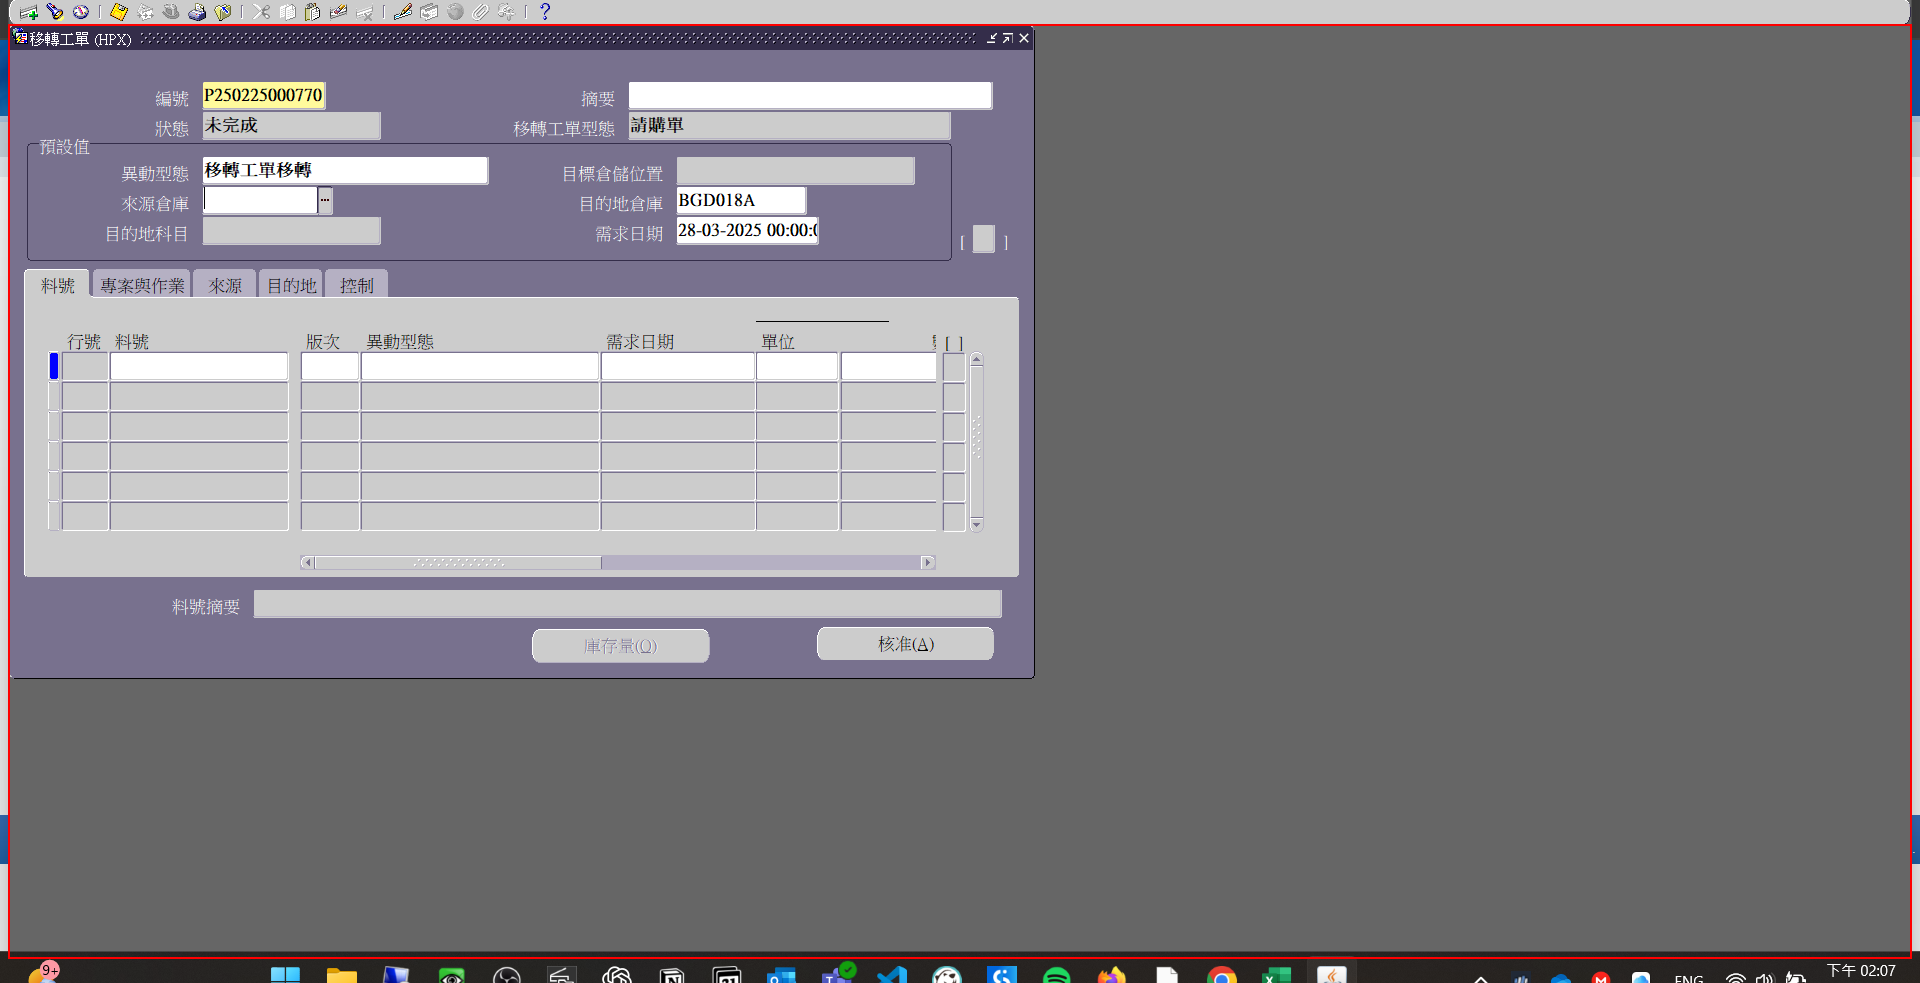 移轉工單 (HPX)
編號 P250225000770 摘要
狀態 未完成 移轉工單型態 請購單
預設值
異動型態 移轉工單移轉 目標倉儲位置
來源倉庫 ... 目的地倉庫 BGD018A
目的地科目 需求日期 28-03-2025 00:00:
[ ]
料號 專案與作業 來源 目的地 控制
行號 料號 版次 異動型態 需求日期 單位 [ ]
料號摘要
庫存量(Q) 核准(A)
9+ ENG 下午 02:07